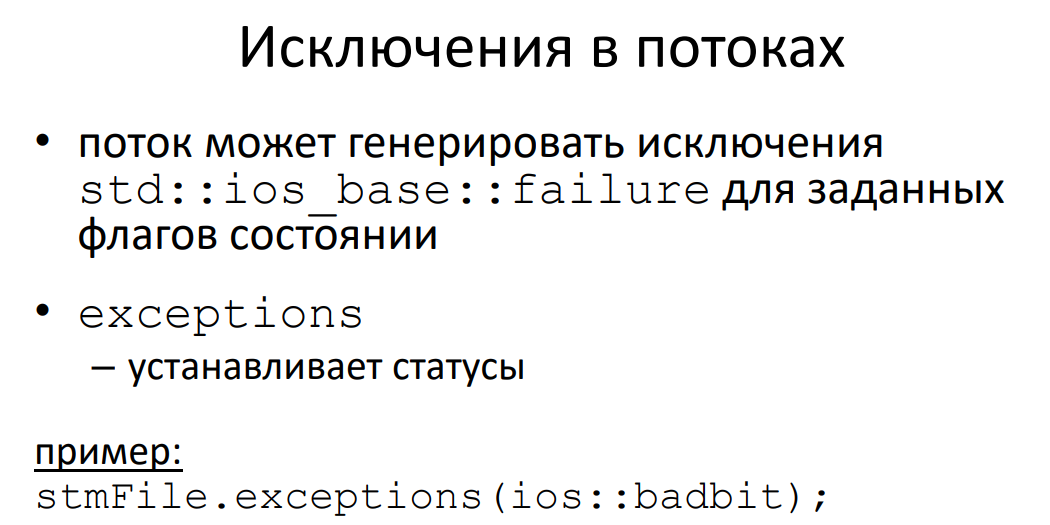 Исключения в потоках
• поток может генерировать исключения
std::ios_base::failure для заданных
флагов состоянии
• exceptions
– устанавливает статусы
пример:
stmFile.exceptions(ios::badbit);